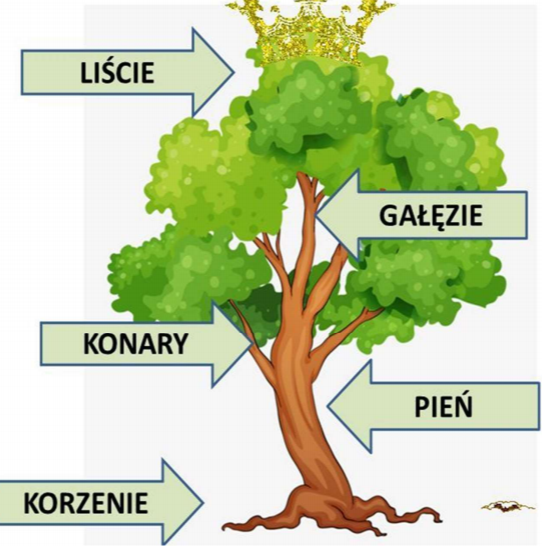 LIŚCIE
GAŁĘZIE
KONARY
PIEŃ
KORZENIE